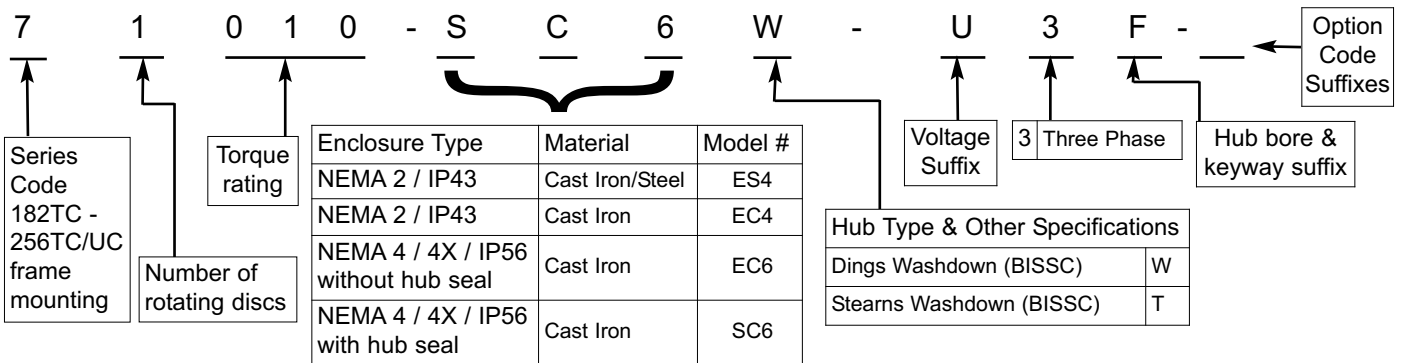 7 1 0 1 0 - S C 6 W - U 3 F -
Option
Code
Suffixes
Series
Code
182TC -
256TC/UC
frame
mounting
Number of
rotating discs
Torque
rating
Enclosure Type Material Model #
NEMA 2 / IP43 Cast Iron/Steel ES4
NEMA 2 / IP43 Cast Iron EC4
NEMA 4 / 4X / IP56
without hub seal Cast Iron EC6
NEMA 4 / 4X / IP56
with hub seal Cast Iron SC6
Hub Type & Other Specifications
Dings Washdown (BISSC) W
Stearns Washdown (BISSC) T
Voltage
Suffix
3 Three Phase
Hub bore &
keyway suffix